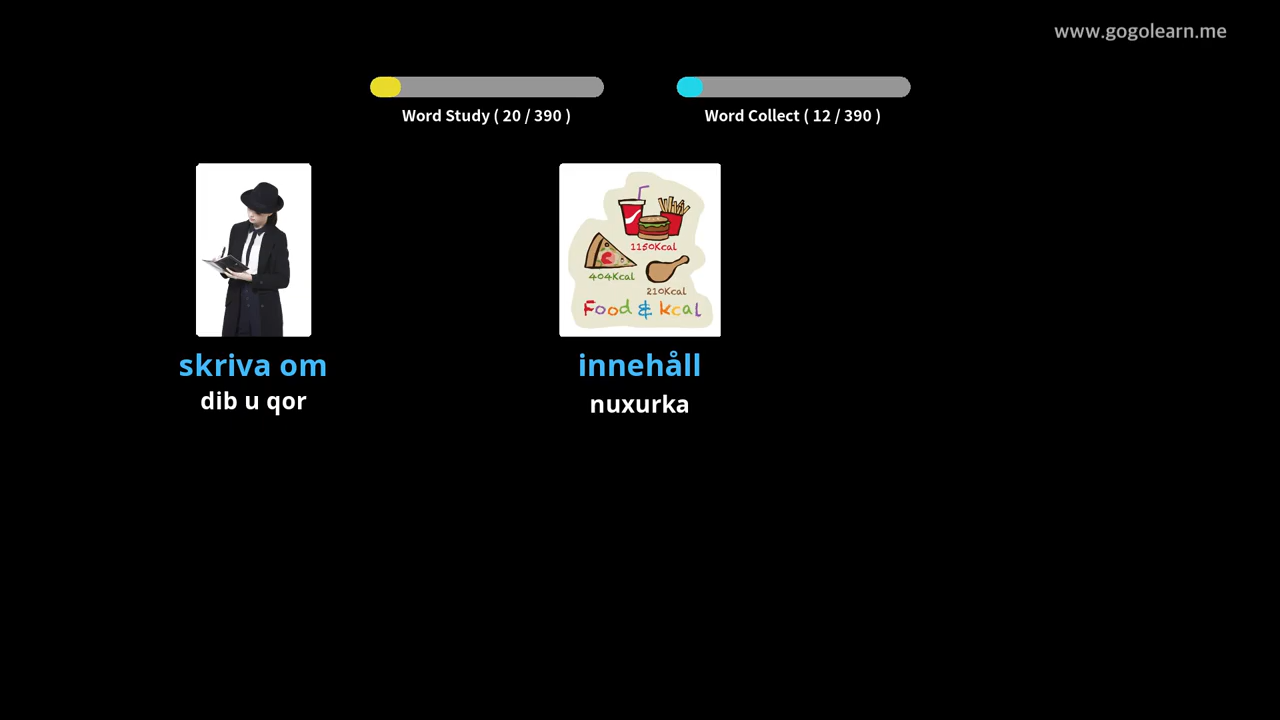 www.gogolearn.me
Word Study ( 20 / 390 )
Word Collect ( 12 / 390 )
1150Kcal
404Kcal
210Kcal
Food & kcal
skriva om
innehåll
dib u qor
nuxurka